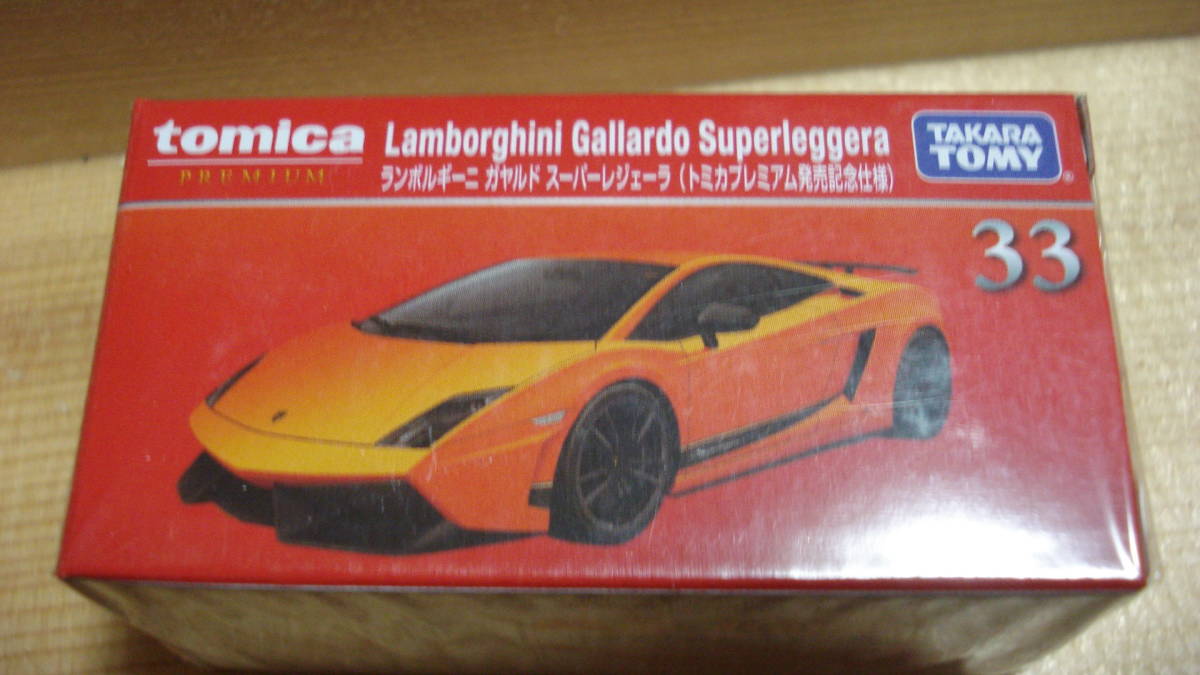 tomica
PREMIUM
Lamborghini Gallardo Superleggera
ランボルギーニ ガヤルド スーパーレジェーラ（トミカプレミアム発売記念仕様）
TAKARA
TOMY
®
33